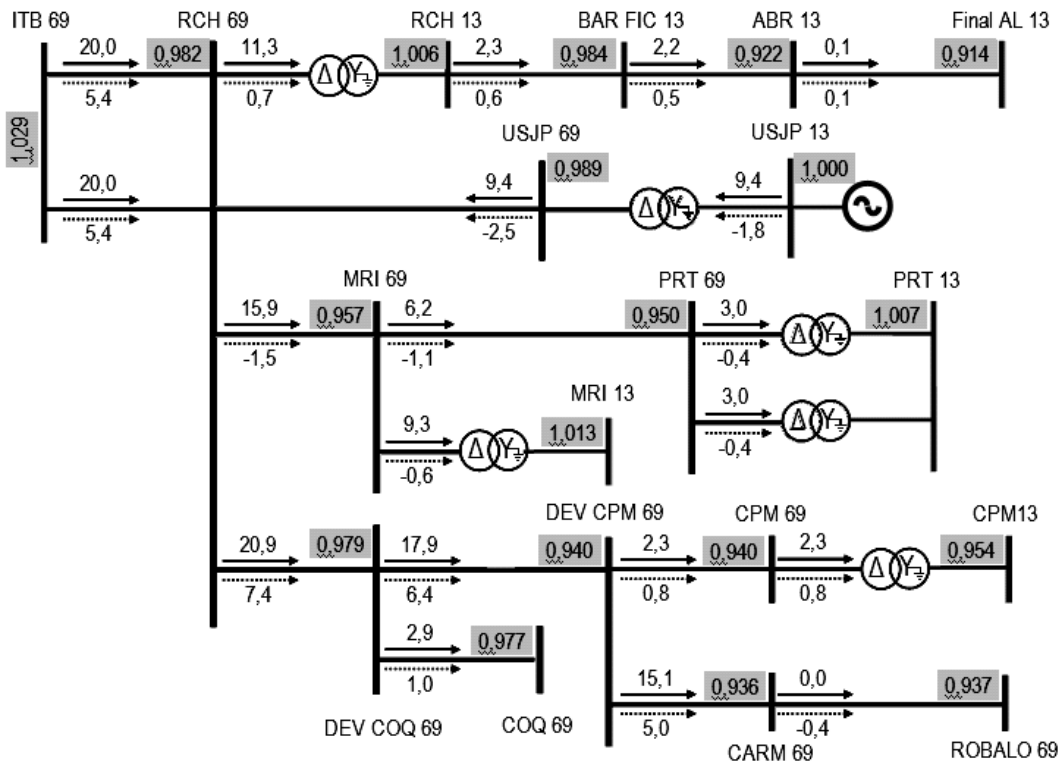 ITB 69 RCH 69 RCH 13 BAR FIC 13 ABR 13 Final AL 13
20,0 0,982 11,3 1,006 2,3 0,984 2,2 0,922 0,1 0,914
Δ Y
5,4 0,7 0,6 0,5 0,1
1,029
USJP 69 USJP 13
20,0 9,4 0,989 9,4 1,000
Δ Y
5,4 -2,5 -1,8
MRI 69 PRT 69 PRT 13
15,9 0,957 6,2 0,950 3,0 1,007
Δ Y
-1,5 -1,1 -0,4
MRI 13 3,0
9,3 1,013 Δ Y
Δ Y -0,4
-0,6
DEV CPM 69 CPM 69 CPM13
20,9 0,979 17,9 0,940 2,3 0,940 2,3 0,954
Δ Y
7,4 6,4 0,8 0,8
2,9 0,977
1,0 15,1 0,936 0,0 0,937
DEV COQ 69 COQ 69 5,0 -0,4
CARM 69 ROBALO 69